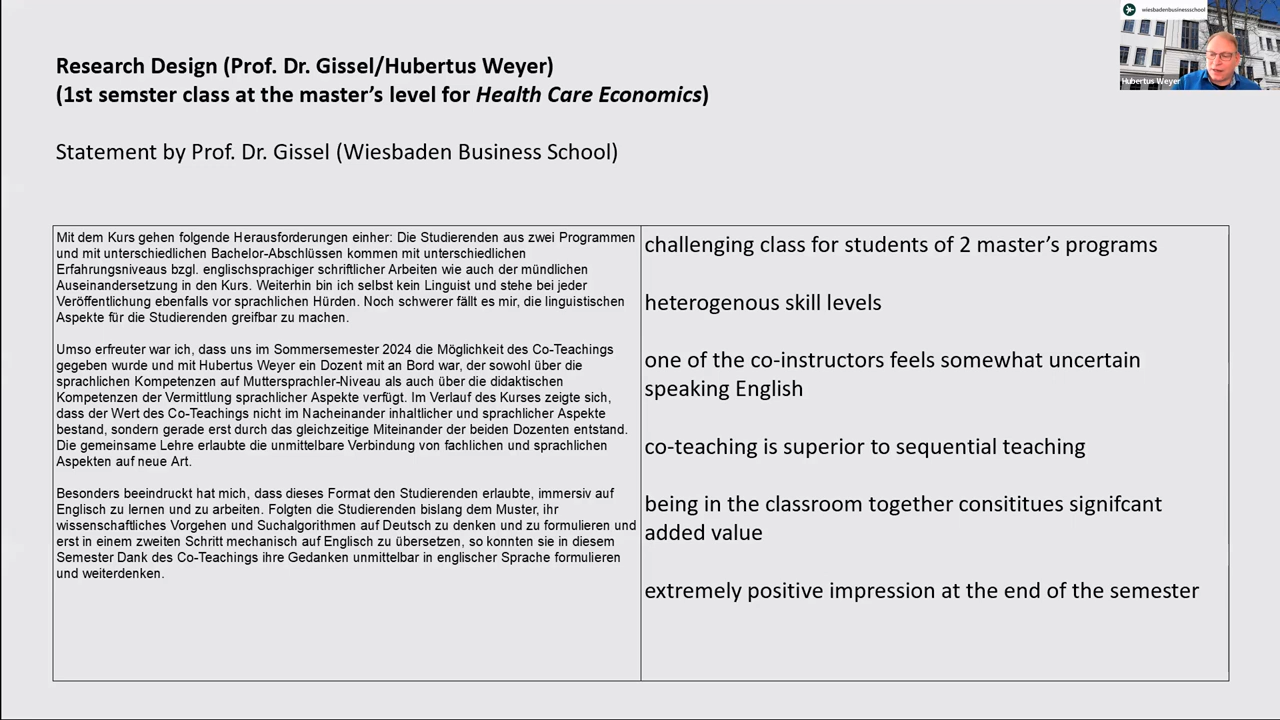 wiesbadenbusinessschool
Hubertus Weyer
Research Design (Prof. Dr. Gissel/Hubertus Weyer)
(1st semster class at the master’s level for Health Care Economics)
Statement by Prof. Dr. Gissel (Wiesbaden Business School)
Mit dem Kurs gehen folgende Herausforderungen einher: Die Studierenden aus zwei Programmen
und mit unterschiedlichen Bachelor-Abschlüssen kommen mit unterschiedlichen
Erfahrungsniveaus bzgl. englischsprachiger schriftlicher Arbeiten wie auch der mündlichen
Auseinandersetzung in den Kurs. Weiterhin bin ich selbst kein Linguist und stehe bei jeder
Veröffentlichung ebenfalls vor sprachlichen Hürden. Noch schwerer fällt es mir, die linguistischen
Aspekte für die Studierenden greifbar zu machen.
Umso erfreuter war ich, dass uns im Sommersemester 2024 die Möglichkeit des Co-Teachings
gegeben wurde und mit Hubertus Weyer ein Dozent mit an Bord war, der sowohl über die
sprachlichen Kompetenzen auf Muttersprachler-Niveau als auch über die didaktischen
Kompetenzen der Vermittlung sprachlicher Aspekte verfügt. Im Verlauf des Kurses zeigte sich,
dass der Wert des Co-Teachings nicht im Nacheinander inhaltlicher und sprachlicher Aspekte
bestand, sondern gerade erst durch das gleichzeitige Miteinander der beiden Dozenten entstand.
Die gemeinsame Lehre erlaubte die unmittelbare Verbindung von fachlichen und sprachlichen
Aspekten auf neue Art.
Besonders beeindruckt hat mich, dass dieses Format den Studierenden erlaubte, immersiv auf
Englisch zu lernen und zu arbeiten. Folgten die Studierenden bislang dem Muster, ihr
wissenschaftliches Vorgehen und Suchalgorithmen auf Deutsch zu denken und zu formulieren und
erst in einem zweiten Schritt mechanisch auf Englisch zu übersetzen, so konnten sie in diesem
Semester Dank des Co-Teachings ihre Gedanken unmittelbar in englischer Sprache formulieren
und weiterdenken.
challenging class for students of 2 master’s programs
heterogenous skill levels
one of the co-instructors feels somewhat uncertain
speaking English
co-teaching is superior to sequential teaching
being in the classroom together consititues signifcant
added value
extremely positive impression at the end of the semester